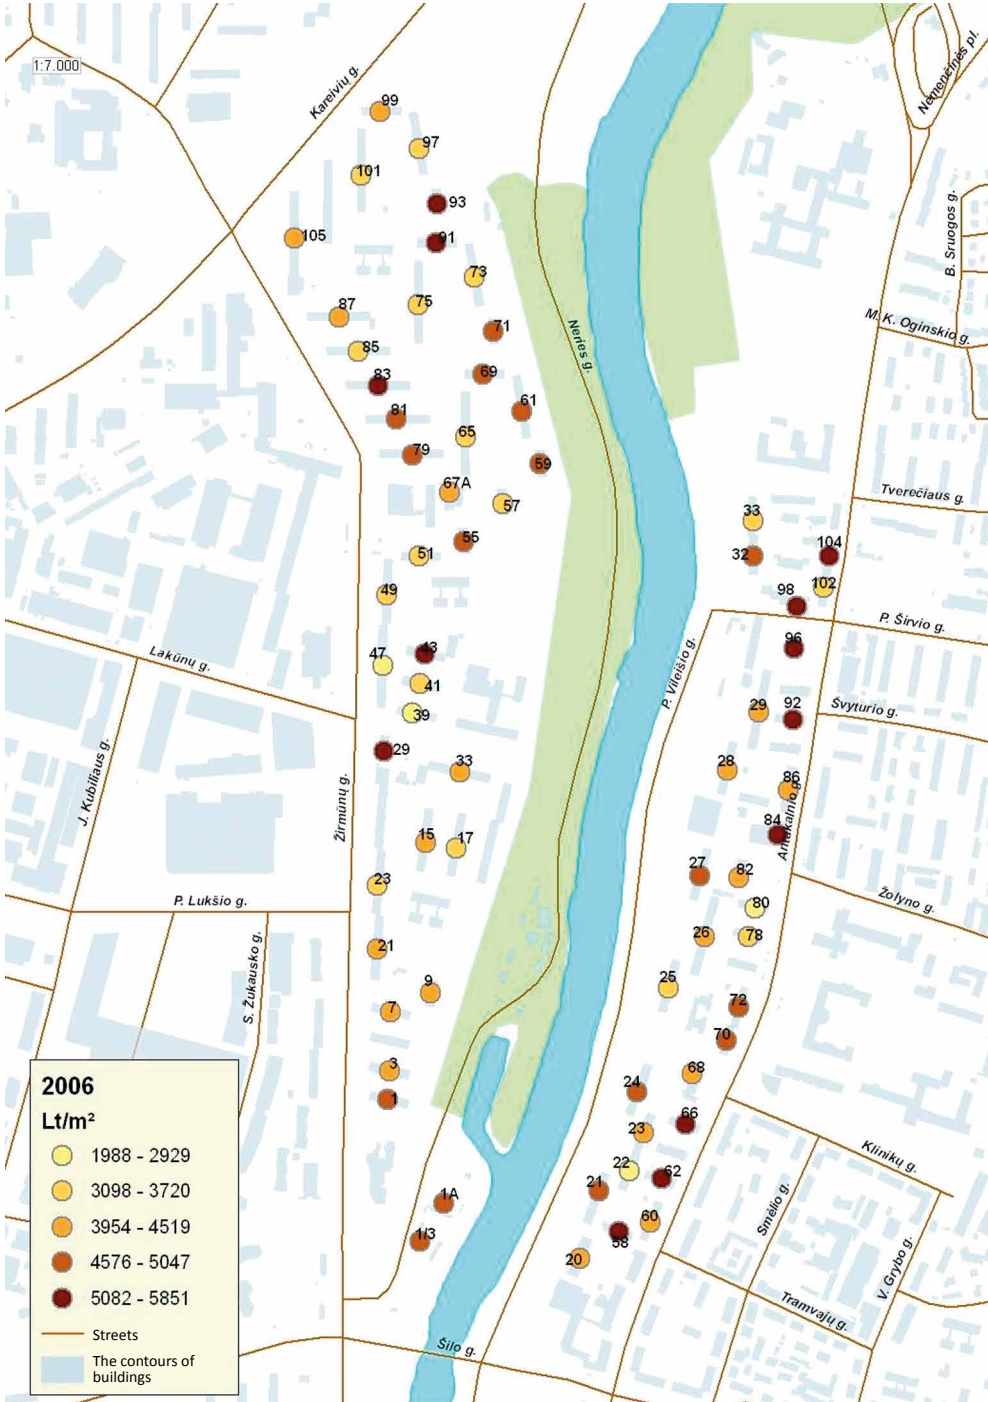 1:7.000
Kareivių g.
Nemenčinės pl.
99
97
101
93
B. Sruogos g.
105
91
73
75
87
M. K. Oginskio g.
71
Neries g.
85
69
83
61
81
65
79
59
67A
57
Tverečiaus g.
33
55
104
51
32
102
49
98
P. Širvio g.
96
43
47
Lakūnų g.
P. Vileišio g.
41
39
29
92
Švyturio g.
29
33
28
86
J. Kubiliaus g.
Žirmūnų g.
Antakalnio g.
84
15
17
27
82
23
80
Žolyno g.
P. Lukšio g.
26
78
21
S. Žukausko g.
25
9
7
72
70
3
68
24
1
66
23
Klinikų g.
22
62
21
Smėlio g.
1A
60
58
1/3
20
V. Grybo g.
Tramvajų g.
Šilo g.
2006
Lt/m²
1988 - 2929
3098 - 3720
3954 - 4519
4576 - 5047
5082 - 5851
Streets
The contours of
buildings